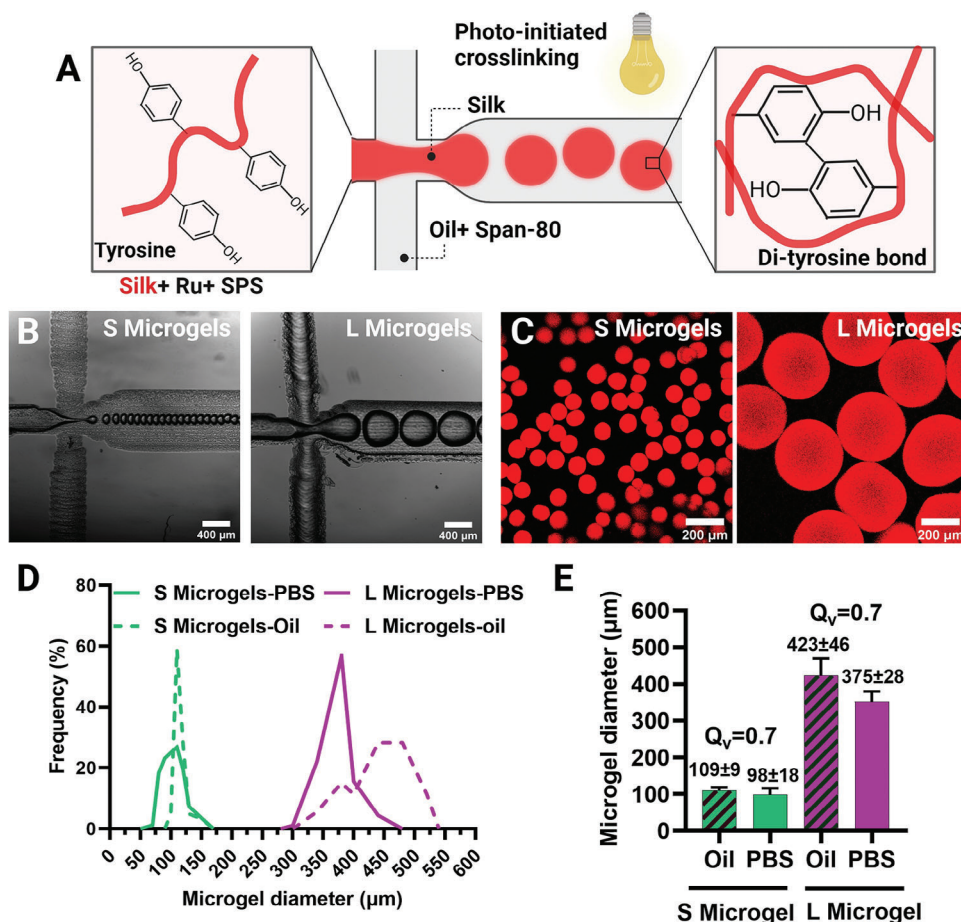 A
Photo-initiated
crosslinking
Silk
HO
OH
OH
Tyrosine
Silk+ Ru+ SPS
Oil+ Span-80
OH
HO
Di-tyrosine bond
B
S Microgels
400 µm
L Microgels
400 µm
C
S Microgels
200 µm
L Microgels
200 µm
D
S Microgels-PBS
L Microgels-PBS
S Microgels-Oil
L Microgels-oil
Frequency (%)
80
60
40
20
0
0
50
100
150
200
250
300
350
400
450
500
550
600
Microgel diameter (µm)
E
Microgel diameter (µm)
600
500
400
300
200
100
0
Qv=0.7
109±9
98±18
Qv=0.7
423±46
375±28
Oil
PBS
Oil
PBS
S Microgel
L Microgel